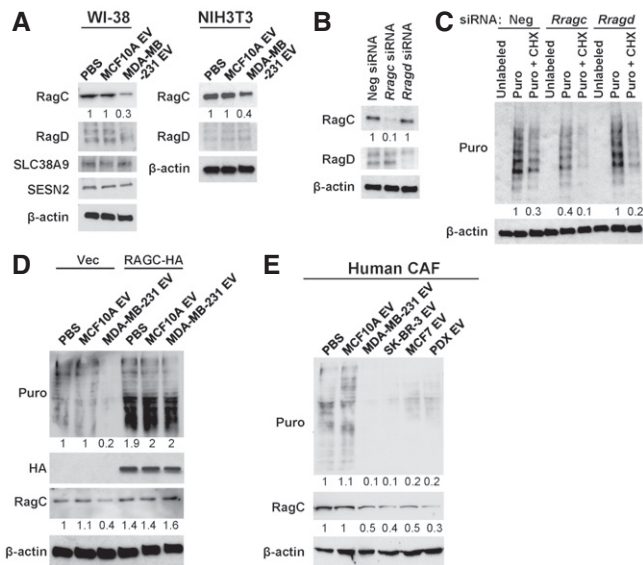 A
WI-38
NIH3T3
PBS
MCF10A EV
MDA-MB
-231 EV
PBS
MCF10A EV
MDA-MB
-231 EV
RagC
1 1 0.3
RagC
1 1 0.4
RagD
RagD
SLC38A9
β-actin
SESN2
β-actin
B
Neg siRNA
Rragc siRNA
Rragd siRNA
RagC
1 0.1 1
RagD
β-actin
C
siRNA: Neg Rragc Rragd
Unlabeled
Puro
Puro + CHX
Unlabeled
Puro
Puro + CHX
Unlabeled
Puro
Puro + CHX
Puro
1 0.3 0.4 0.1 1 0.2
β-actin
D
Vec RAGC-HA
PBS
MCF10A EV
MDA-MB-231 EV
PBS
MCF10A EV
MDA-MB-231 EV
Puro
1 1 0.2 1.9 2 2
HA
RagC
1 1.1 0.4 1.4 1.4 1.6
β-actin
E
Human CAF
PBS
MCF10A EV
MDA-MB-231 EV
SK-BR-3 EV
MCF7 EV
PDX EV
Puro
1 1.1 0.1 0.1 0.2 0.2
RagC
1 1 0.5 0.4 0.5 0.3
β-actin